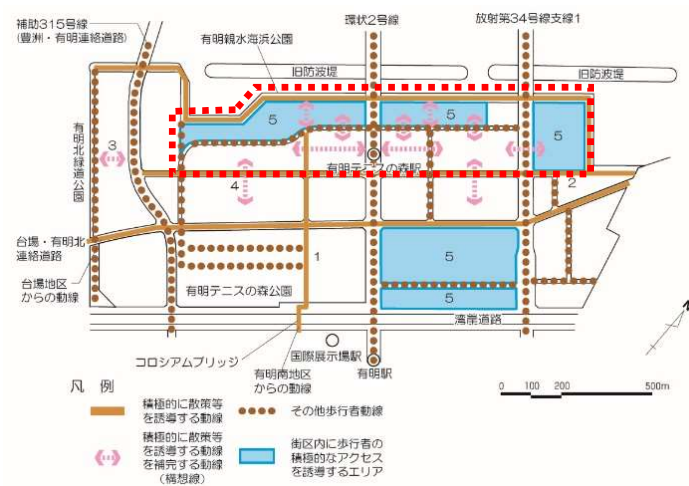 補助315号線
(豊洲・有明連絡道路)
有明親水海浜公園
環状2号線
放射第34号線支線1
旧防波堤
旧防波堤
5
5
5
有明北緑道公園
3
有明テニスの森駅
4
2
台場・有明北
連絡道路
台場地区
からの動線
1
5
5
有明テニスの森公園
湾岸道路
コロシアムブリッジ
国際展示場駅
有明南地区
からの動線
有明駅
0 100 200 500m
凡 例
積極的に散策等
を誘導する動線
その他歩行者動線
積極的に散策等
を誘導する動線
を補完する動線
(構想線)
街区内に歩行者の
積極的なアクセス
を誘導するエリア